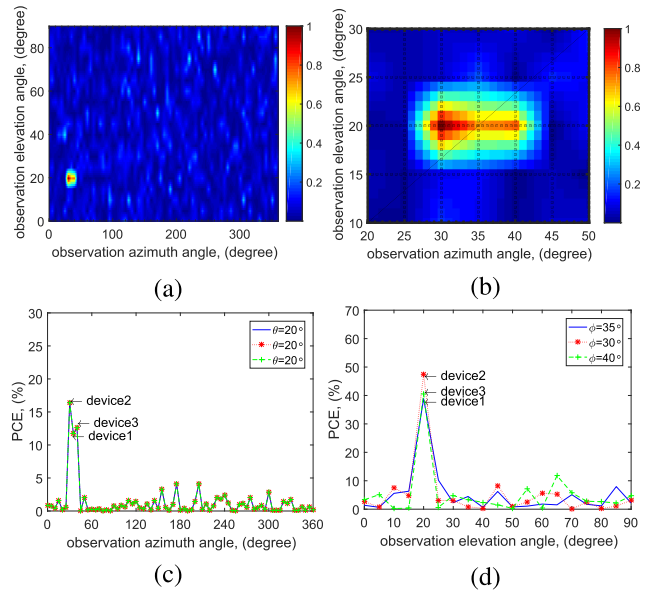 90
80
60
40
20
0
observation elevation angle, (degree)
0 100 200 300
observation azimuth angle, (degree)
1
0.8
0.6
0.4
0.2
(a)
30
25
20
15
10
observation elevation angle, (degree)
20 25 30 35 40 45 50
observation azimuth angle, (degree)
1
0.8
0.6
0.4
0.2
(b)
30
25
20
15
10
5
0
PCE, (%)
θ=20°
θ=20°
θ=20°
device2
device3
device1
0 60 120 180 240 300 360
observation azimuth angle, (degree)
(c)
70
60
50
40
30
20
10
0
PCE, (%)
ϕ=35°
ϕ=30°
ϕ=40°
device2
device3
device1
0 10 20 30 40 50 60 70 80 90
observation elevation angle, (degree)
(d)